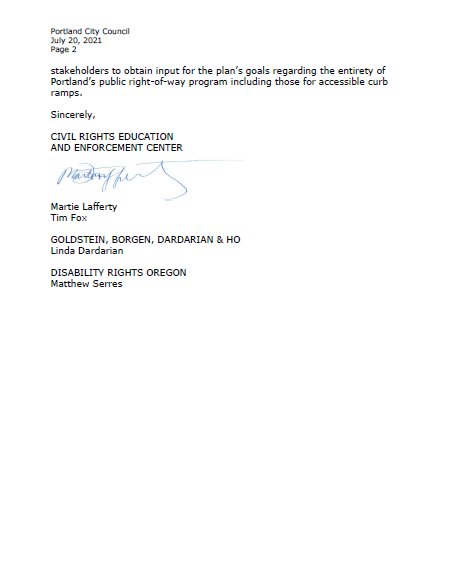 Portland City Council
July 20, 2021
Page 2
stakeholders to obtain input for the plan's goals regarding the entirety of
Portland's public right-of-way program including those for accessible curb
ramps.
Sincerely,
CIVIL RIGHTS EDUCATION
AND ENFORCEMENT CENTER
Martie Lafferty
Tim Fox
GOLDSTEIN, BORGEN, DARDARIAN & HO
Linda Dardarian
DISABILITY RIGHTS OREGON
Matthew Serres